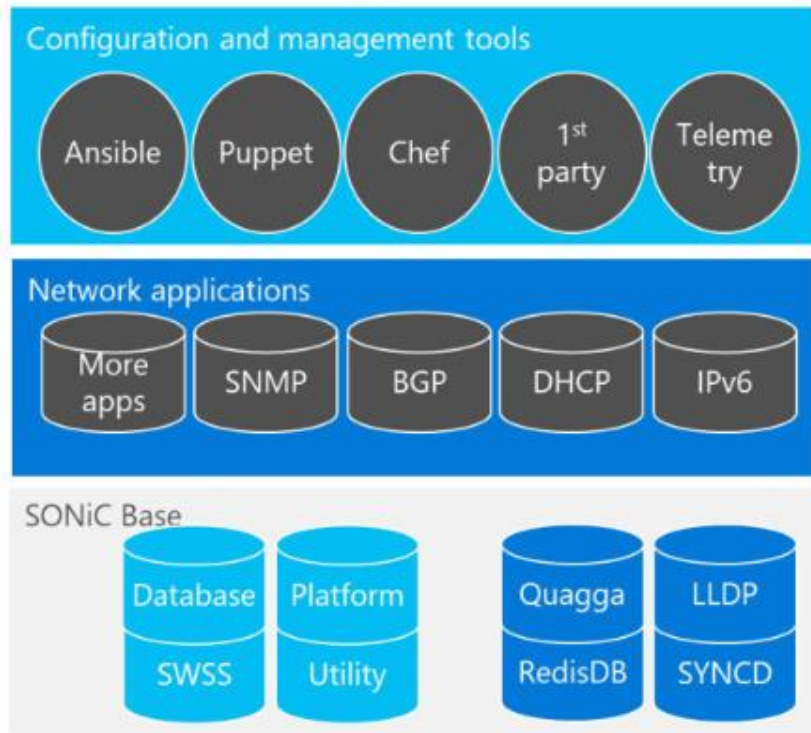 Configuration and management tools
Ansible
Puppet
Chef
1st
party
Teleme
try
Network applications
More
apps
SNMP
BGP
DHCP
IPv6
SONiC Base
Database
Platform
Quagga
LLDP
SWSS
Utility
RedisDB
SYNCD